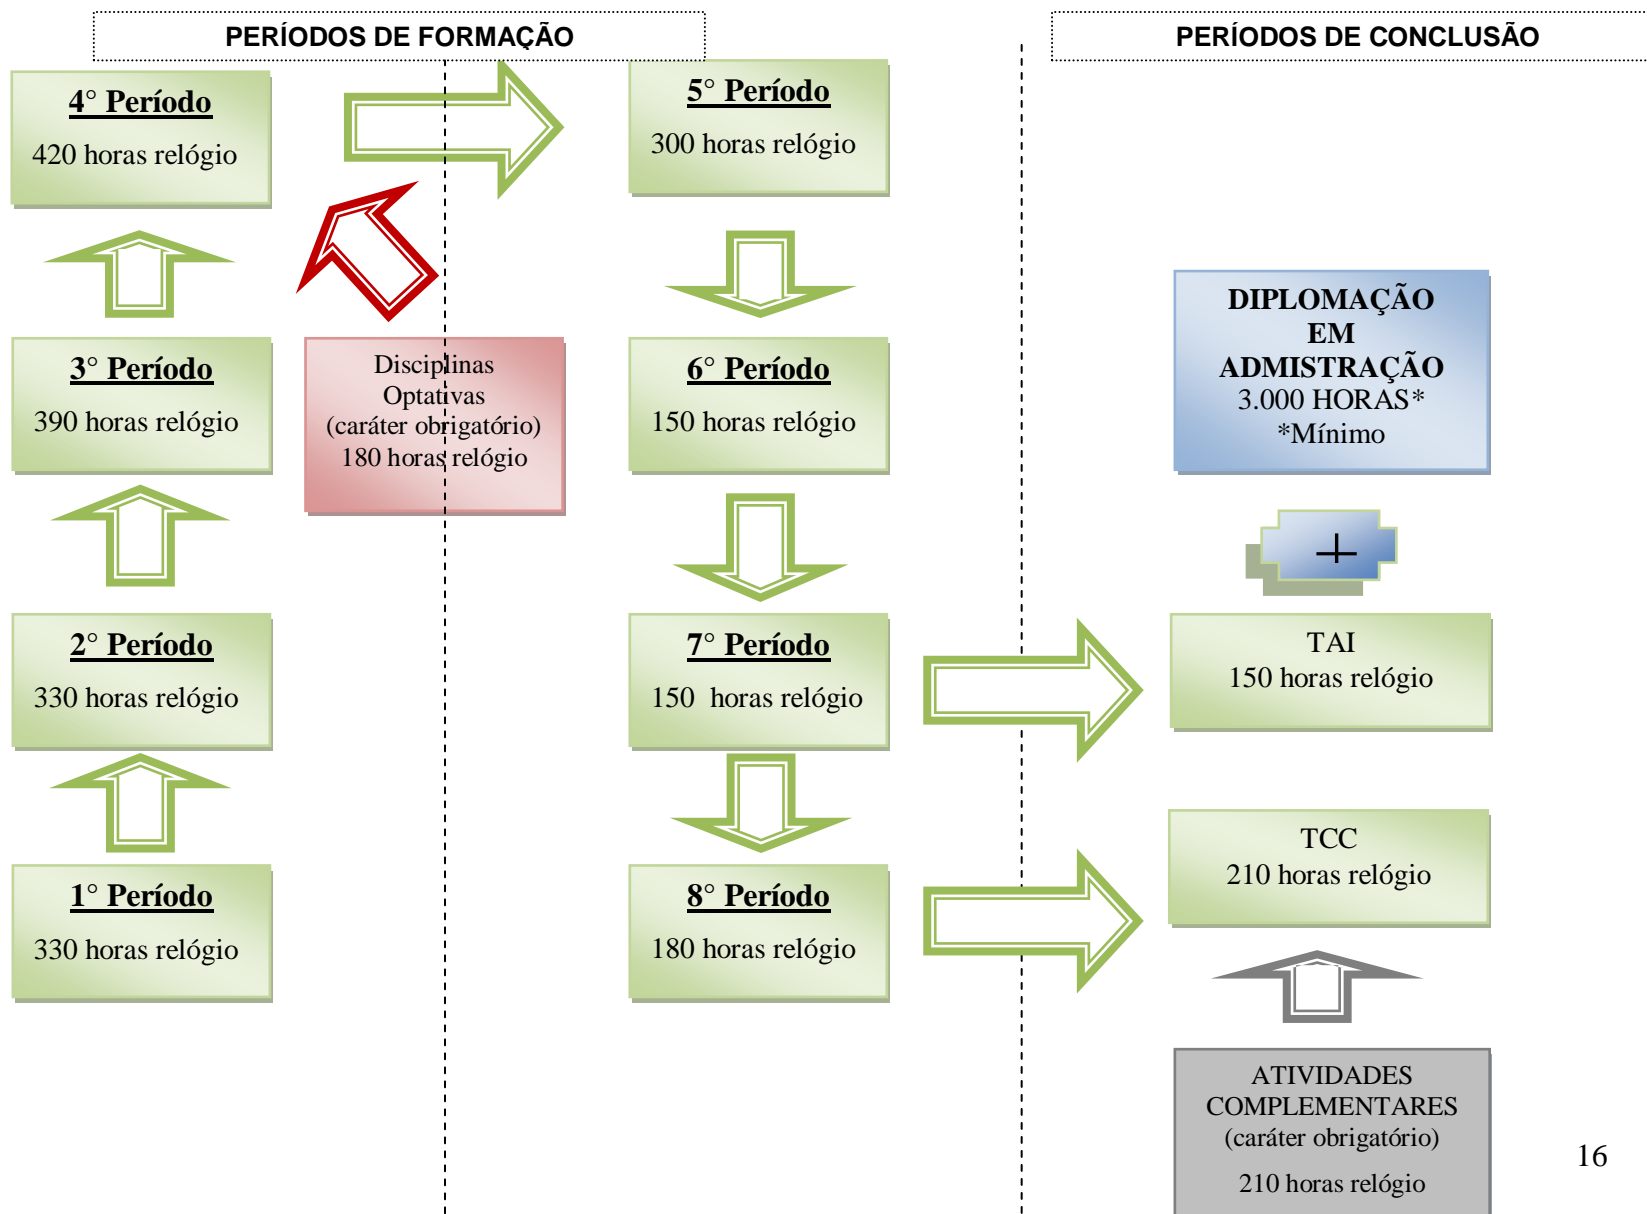 PERÍODOS DE FORMAÇÃO
PERÍODOS DE CONCLUSÃO
4° Período
420 horas relógio
5° Período
300 horas relógio
3° Período
390 horas relógio
Disciplinas
Optativas
(caráter obrigatório)
180 horas relógio
6° Período
150 horas relógio
DIPLOMAÇÃO
EM
ADMISTRAÇÃO
3.000 HORAS*
*Mínimo
+
2° Período
330 horas relógio
7° Período
150 horas relógio
TAI
150 horas relógio
1° Período
330 horas relógio
8° Período
180 horas relógio
TCC
210 horas relógio
ATIVIDADES
COMPLEMENTARES
(caráter obrigatório)
210 horas relógio
16